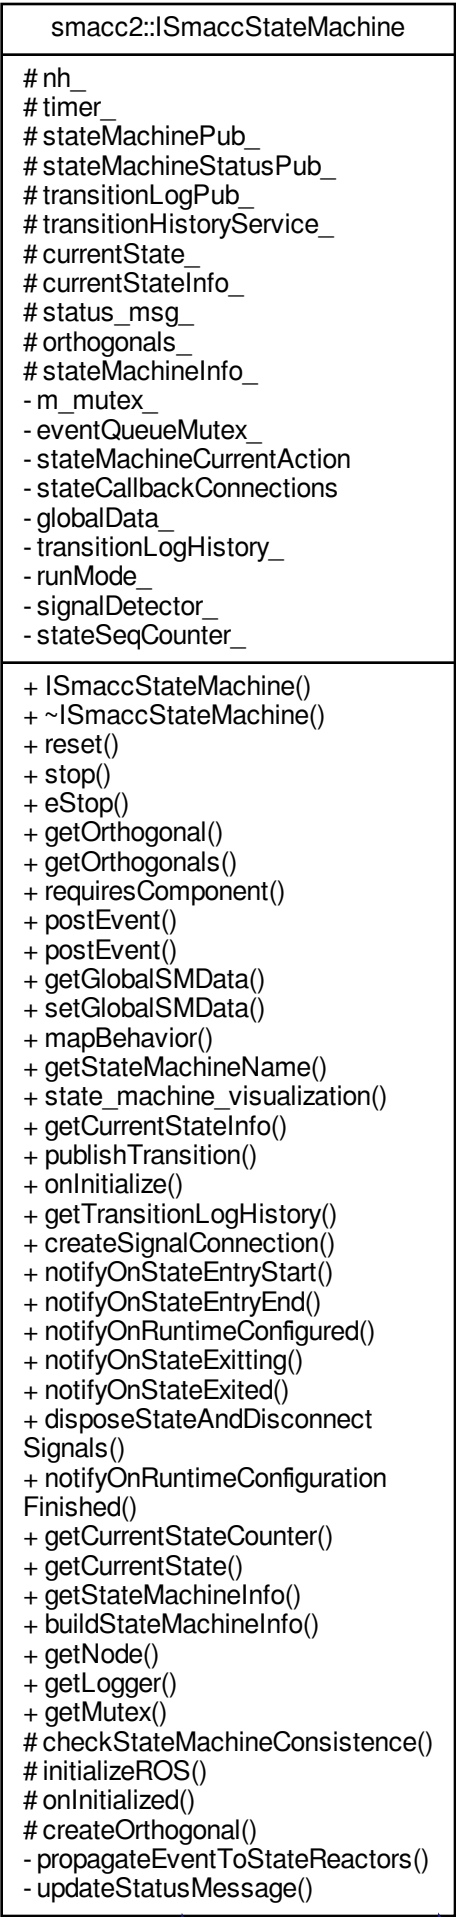 smacc2::ISmaccStateMachine
# nh_
# timer_
# stateMachinePub_
# stateMachineStatusPub_
# transitionLogPub_
# transitionHistoryService_
# currentState_
# currentStateInfo_
# status_msg_
# orthogonals_
# stateMachineInfo_
- m_mutex_
- eventQueueMutex_
- stateMachineCurrentAction
- stateCallbackConnections
- globalData_
- transitionLogHistory_
- runMode_
- signalDetector_
- stateSeqCounter_
+ ISmaccStateMachine()
+ ~ISmaccStateMachine()
+ reset()
+ stop()
+ eStop()
+ getOrthogonal()
+ getOrthogonals()
+ requiresComponent()
+ postEvent()
+ postEvent()
+ getGlobalSMData()
+ setGlobalSMData()
+ mapBehavior()
+ getStateMachineName()
+ state_machine_visualization()
+ getCurrentStateInfo()
+ publishTransition()
+ onInitialize()
+ getTransitionLogHistory()
+ createSignalConnection()
+ notifyOnStateEntryStart()
+ notifyOnStateEntryEnd()
+ notifyOnRuntimeConfigured()
+ notifyOnStateExitting()
+ notifyOnStateExited()
+ disposeStateAndDisconnect
Signals()
+ notifyOnRuntimeConfiguration
Finished()
+ getCurrentStateCounter()
+ getCurrentState()
+ getStateMachineInfo()
+ buildStateMachineInfo()
+ getNode()
+ getLogger()
+ getMutex()
# checkStateMachineConsistence()
# initializeROS()
# onInitialized()
# createOrthogonal()
- propagateEventToStateReactors()
- updateStatusMessage()